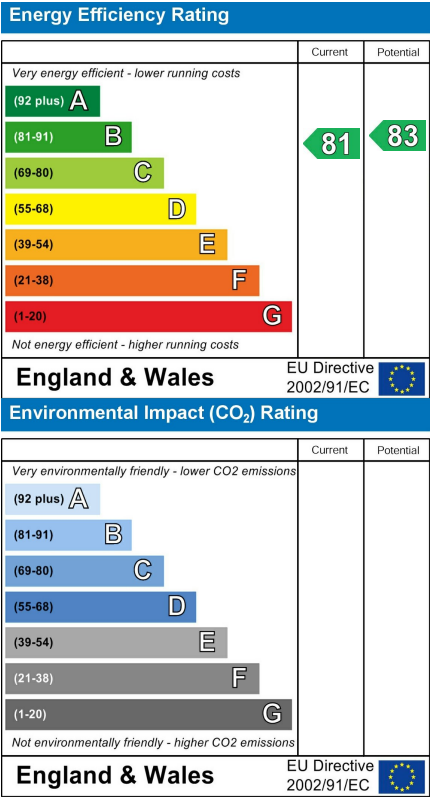 Energy Efficiency Rating
Current Potential
Very energy efficient - lower running costs
(92 plus) A
(81-91) B
81 83
(69-80) C
(55-68) D
(39-54) E
(21-38) F
(1-20) G
Not energy efficient - higher running costs
England & Wales
EU Directive
2002/91/EC
Environmental Impact (CO₂) Rating
Current Potential
Very environmentally friendly - lower CO2 emissions
(92 plus) A
(81-91) B
(69-80) C
(55-68) D
(39-54) E
(21-38) F
(1-20) G
Not environmentally friendly - higher CO2 emissions
England & Wales
EU Directive
2002/91/EC